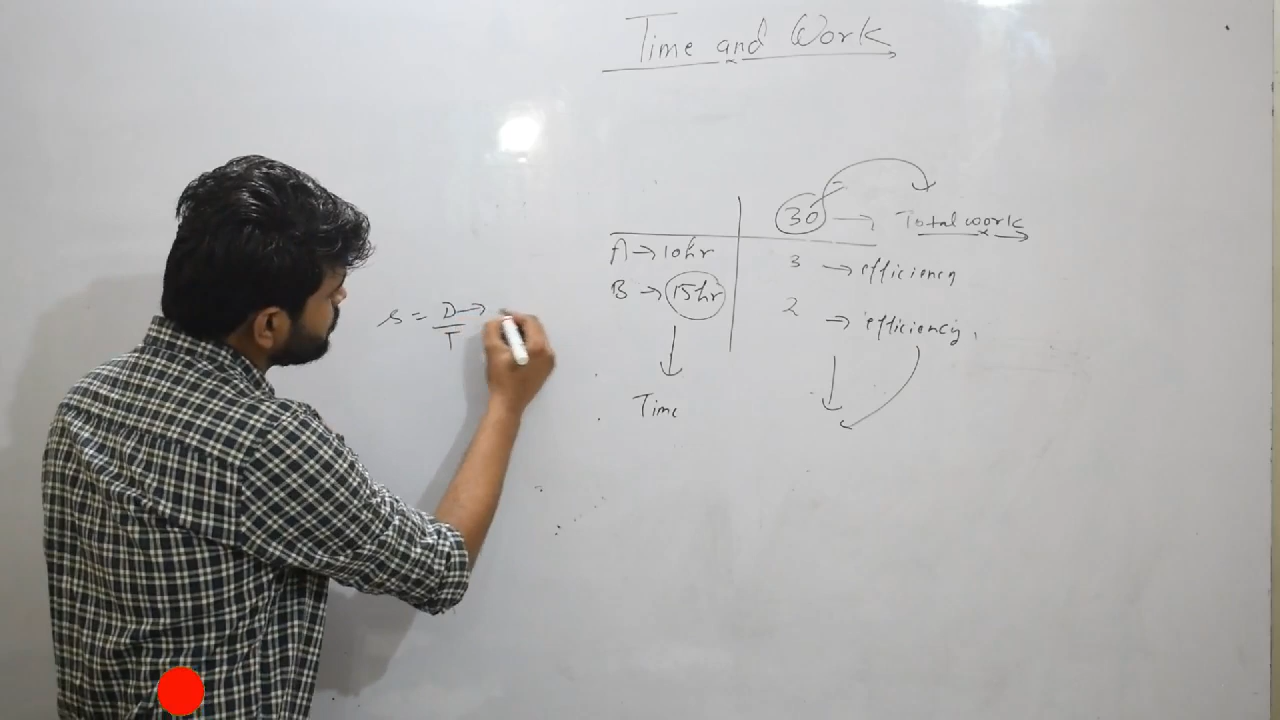 Time and Work
30 → Total work
A → 10hr 3 → efficiency
B → 15hr 2 → efficiency
S = D/T →
Time